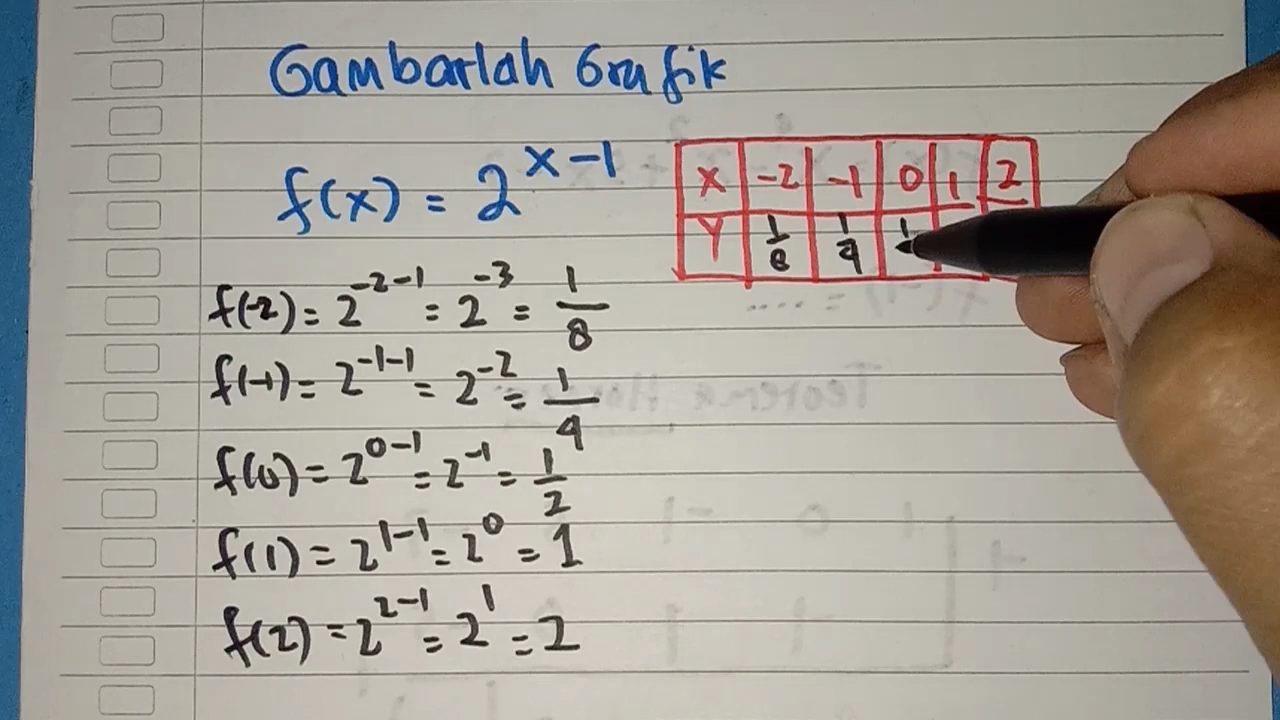 Gambarlah Grafik
f(x) = 2^{x-1}
X -2 -1 0 1 2
Y 1/8 1/4 1/
f(-2) = 2^{-2-1} = 2^{-3} = 1/8
f(-1) = 2^{-1-1} = 2^{-2} = 1/4
f(0) = 2^{0-1} = 2^{-1} = 1/2
f(1) = 2^{1-1} = 2^{0} = 1
f(2) = 2^{2-1} = 2^{1} = 2